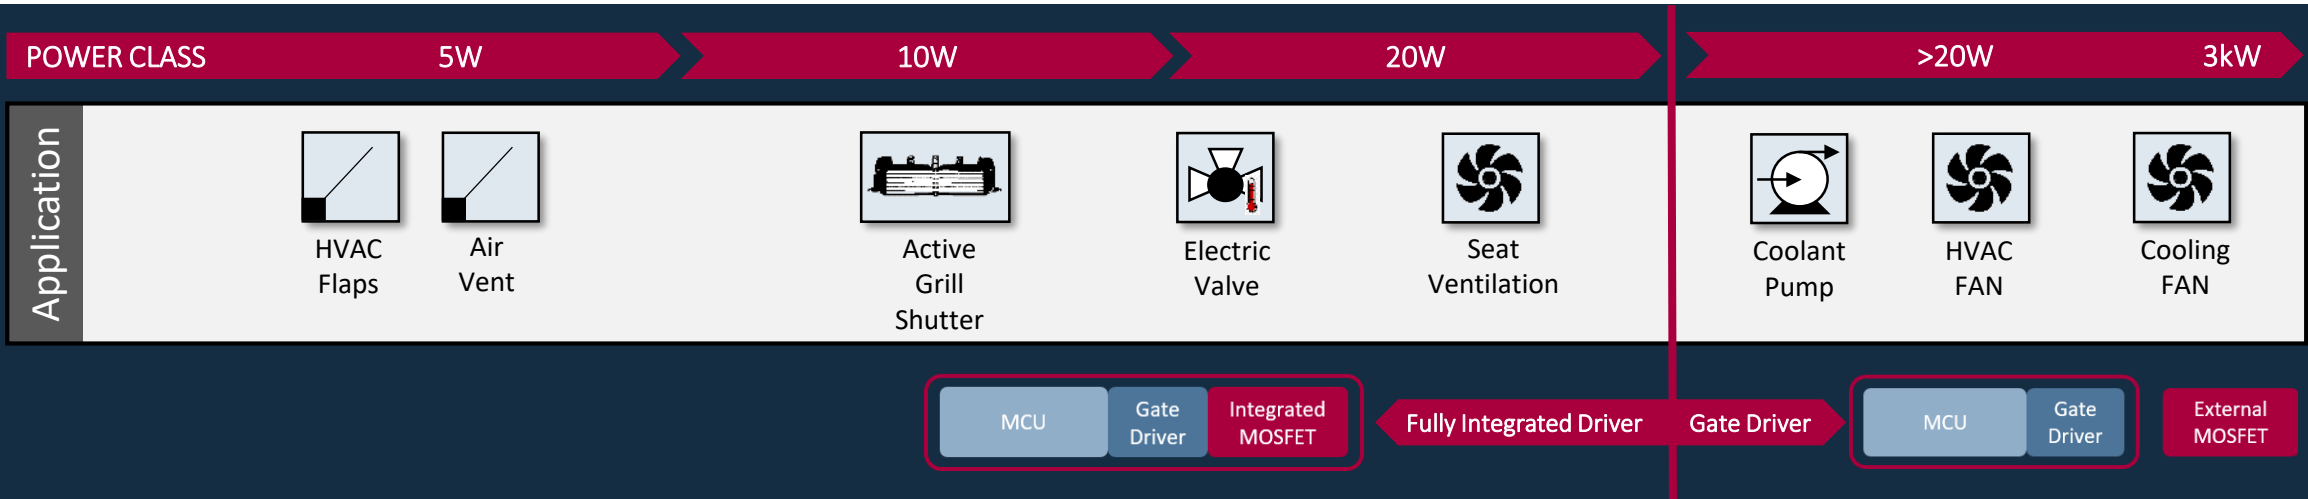 POWER CLASS 5W 10W 20W >20W 3kW
Application
HVAC
Flaps
Air
Vent
Active
Grill
Shutter
Electric
Valve
Seat
Ventilation
Coolant
Pump
HVAC
FAN
Cooling
FAN
MCU
Gate
Driver
Integrated
MOSFET
Fully Integrated Driver
Gate Driver
MCU
Gate
Driver
External
MOSFET